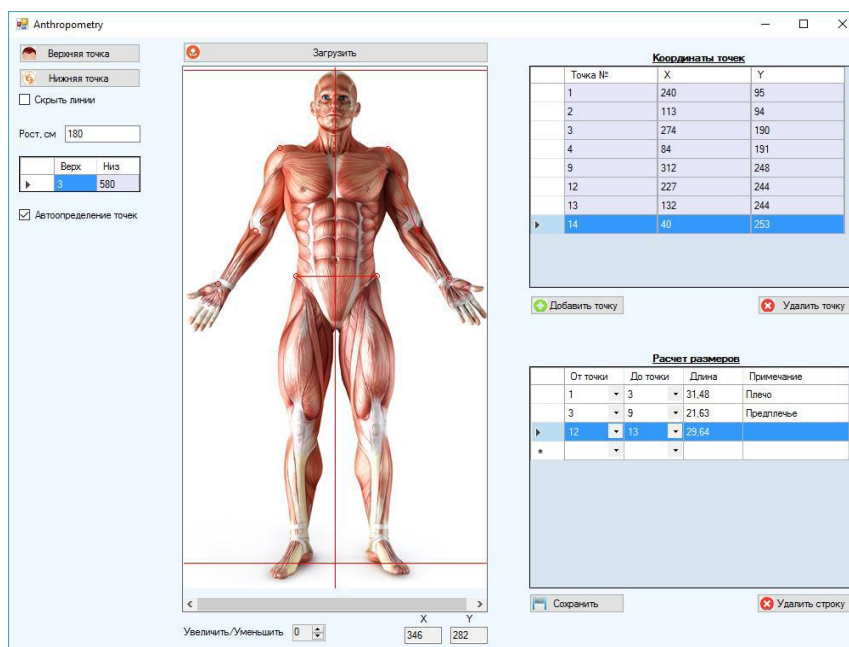 Anthropometry
Верхняя точка
Нижняя точка
Скрыть линии
Рост, см 180
Верх Низ
3 580
Автоопределение точек
Загрузить
Увеличить/Уменьшить 0
X Y
346 282
Координаты точек
Точка № X Y
1 240 95
2 113 94
3 274 190
4 84 191
9 312 248
12 227 244
13 132 244
14 40 253
Добавить точку
Удалить точку
Расчет размеров
От точки До точки Длина Примечание
1 3 31,48 Плечо
3 9 21,63 Предплечье
12 13 29,64
*
Сохранить
Удалить строку